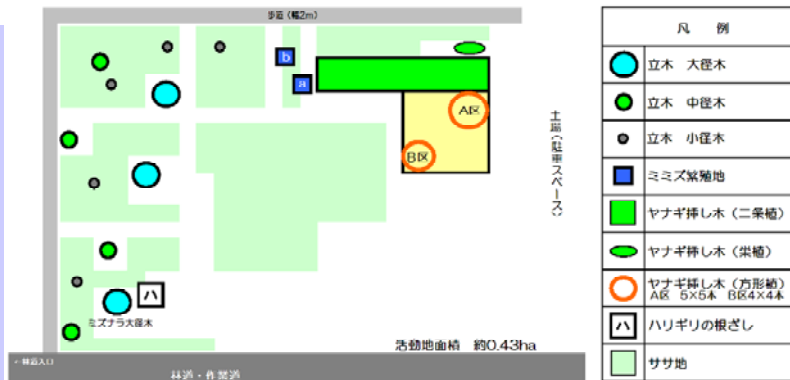 歩道（幅2m）
b
a
A区
B区
土場（駐車スペース）
ハ
ミズナラ大径木
活動地面積　約0.43ha
←林道入口
林道・作業道
凡　例
立木　大径木
立木　中径木
立木　小径木
ミミズ繁殖地
ヤナギ挿し木（二条植）
ヤナギ挿し木（巣植）
ヤナギ挿し木（方形植）
A区　5×5本　B区4×4本
ハ
ハリギリの根ざし
ササ地